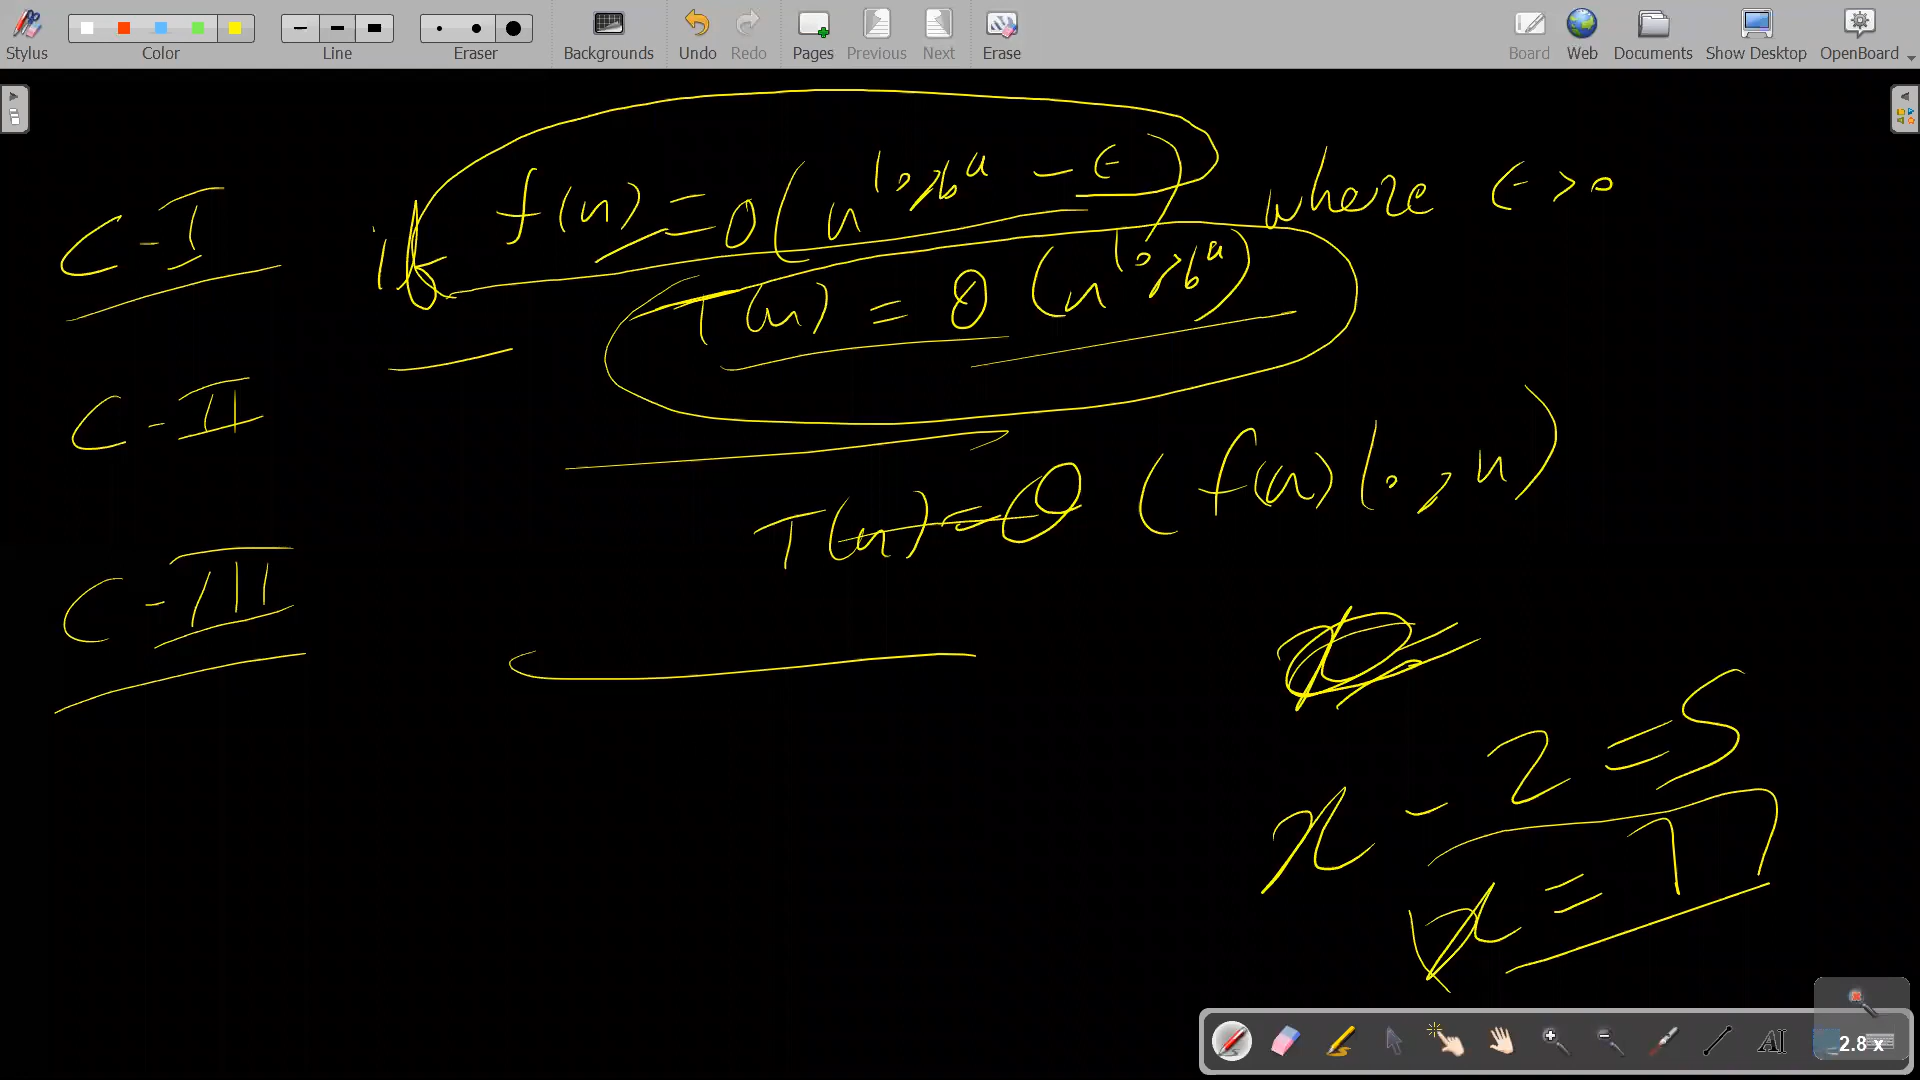 Stylus Color Line Eraser Backgrounds Undo Redo Pages Previous Next Erase Board Web Documents Show Desktop OpenBoard
C-I if f(n) = O(n^{log_b a - ϵ}) where ϵ > 0
T(n) = θ(n^{log_b a})
C-II
T(n) = θ(f(n) log n)
C-III
x - 2 = 5
x = 7
2.8 x